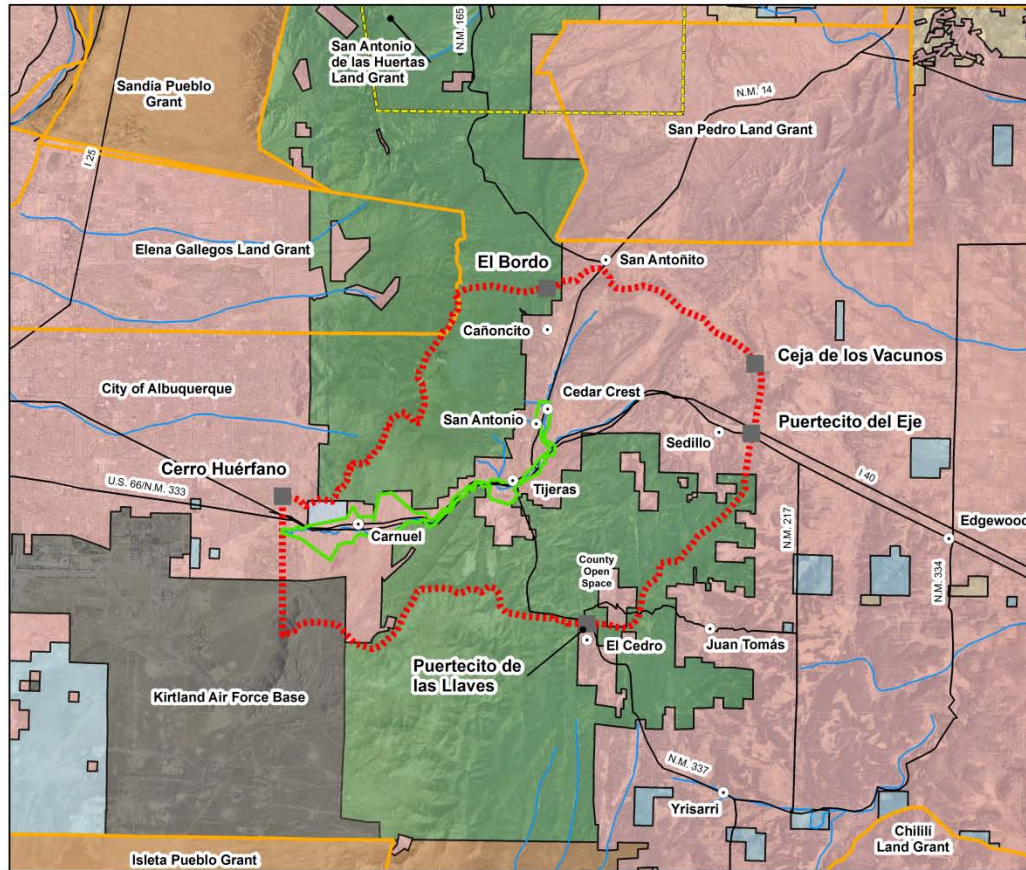 N.M. 165
San Antonio
de las Huertas
Land Grant
Sandía Pueblo
Grant
N.M. 14
San Pedro Land Grant
I 25
Elena Gallegos Land Grant
El Bordo
San Antoñito
Cañoncito
Ceja de los Vacunos
City of Albuquerque
Cedar Crest
San Antonio
Puertecito del Eje
Sedillo
Cerro Huérfano
I 40
U.S. 66/N.M. 333
Tijeras
Carnuel
N.M. 217
Edgewood
N.M. 334
County
Open
Space
El Cedro
Juan Tomás
Puertecito de
las Llaves
Kirtland Air Force Base
N.M. 337
Yrisarri
Chililí
Land Grant
Isleta Pueblo Grant